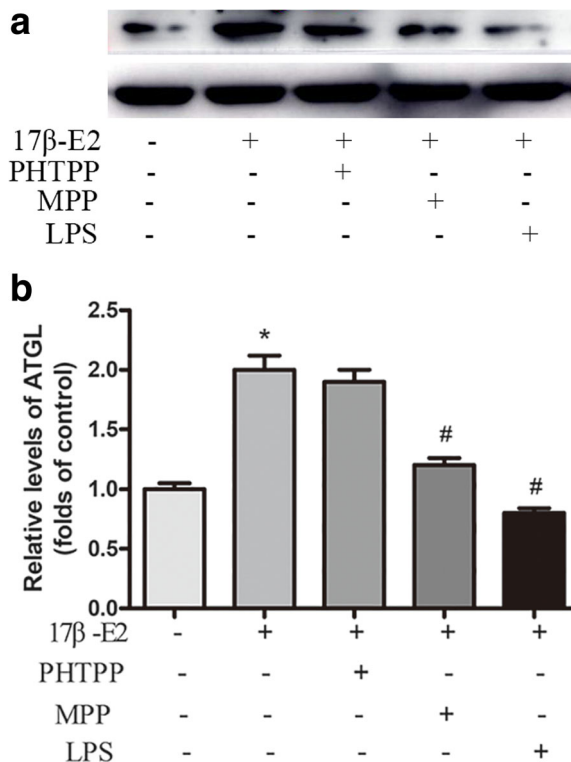 a
17β-E2 - + + + +
PHTPP - - + - -
MPP - - - + -
LPS - - - - +
b
Relative levels of ATGL
(folds of control)
2.5
2.0
1.5
1.0
0.5
0.0
*
#
#
17β -E2 - + + + +
PHTPP - - + - -
MPP - - - + -
LPS - - - - +